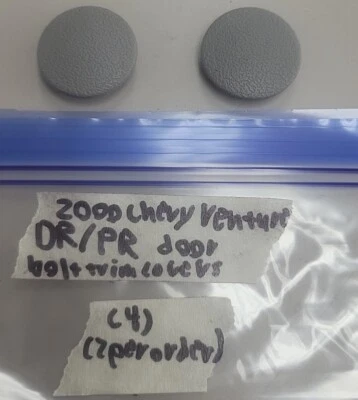 2000 Chevy Venture
DR/PR door
bolt trim covers
(4)
(2 per order)